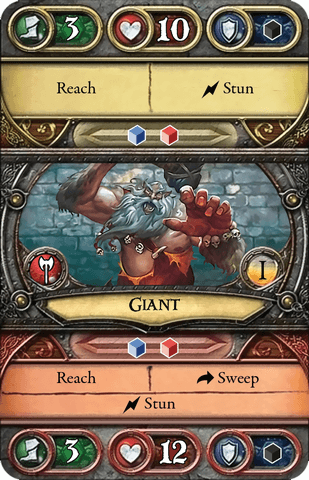 3 10
Reach Stun
I
GIANT
Reach Sweep
Stun
3 12